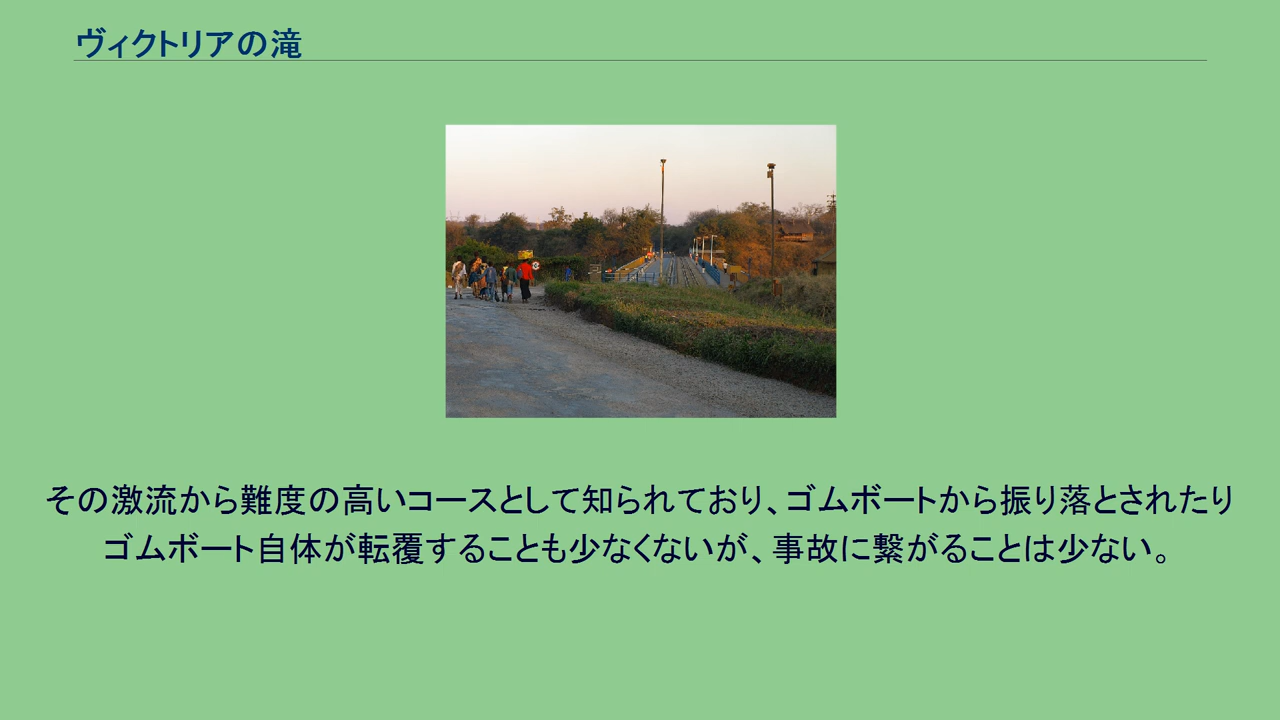 ヴィクトリアの滝
その激流から難度の高いコースとして知られており、ゴムボートから振り落とされたり
ゴムボート自体が転覆することも少なくないが、事故に繋がることは少ない。